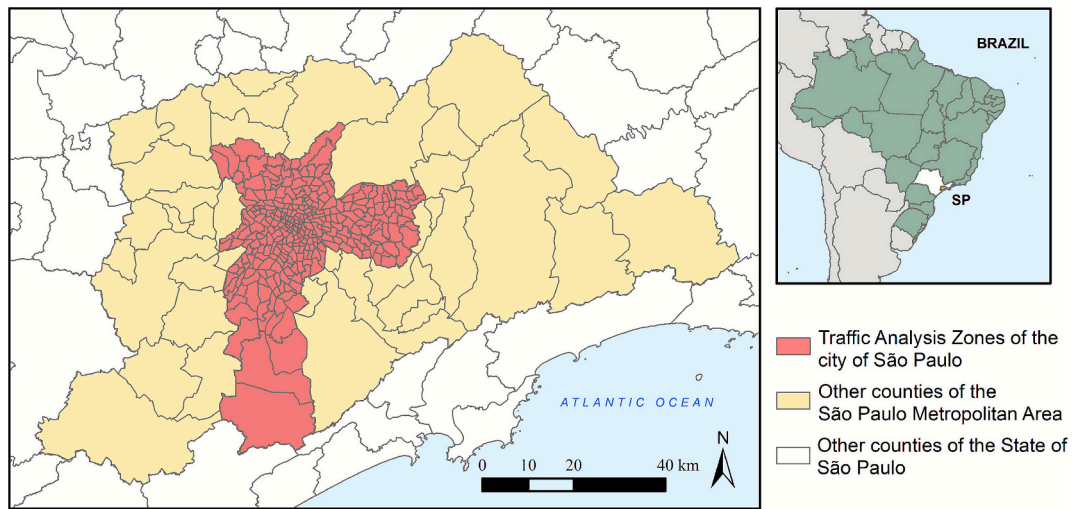 BRAZIL
SP
ATLANTIC OCEAN
N
0 10 20 40 km
Traffic Analysis Zones of the
city of São Paulo
Other counties of the
São Paulo Metropolitan Area
Other counties of the State of
São Paulo